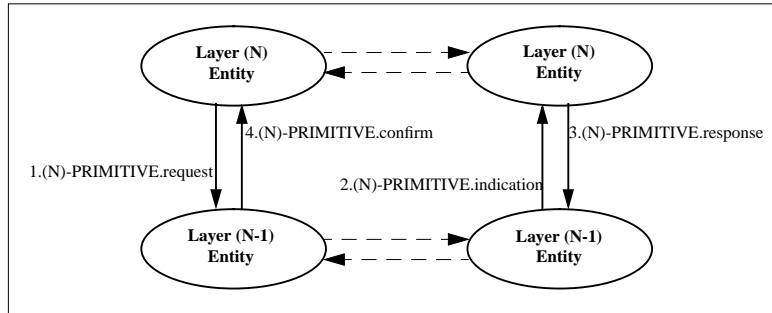 Layer (N)
Entity
Layer (N)
Entity
4.(N)-PRIMITIVE.confirm
3.(N)-PRIMITIVE.response
1.(N)-PRIMITIVE.request
2.(N)-PRIMITIVE.indication
Layer (N-1)
Entity
Layer (N-1)
Entity